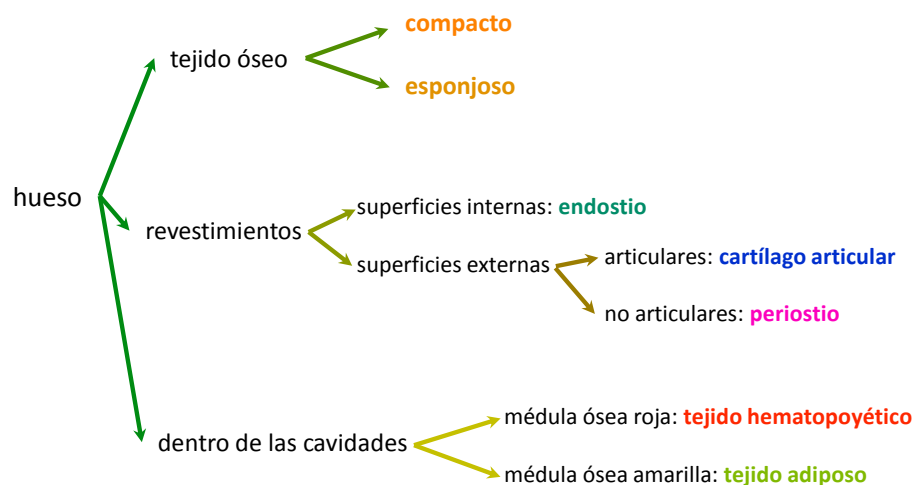 compacto
tejido óseo
esponjoso
hueso
superficies internas: endostio
revestimientos
superficies externas
articulares: cartílago articular
no articulares: periostio
médula ósea roja: tejido hematopoyético
dentro de las cavidades
médula ósea amarilla: tejido adiposo